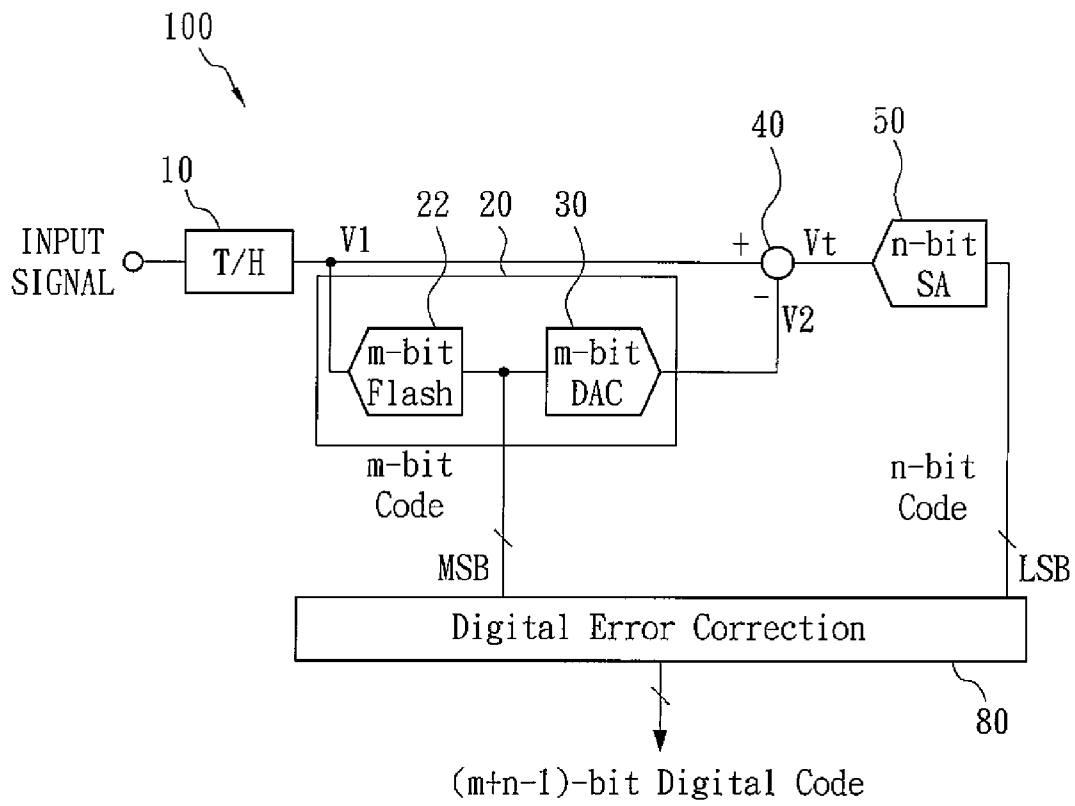 100
10
INPUT
SIGNAL
T/H
V1
22
20
30
40
50
+
-
Vt
V2
n-bit
SA
m-bit
Flash
m-bit
DAC
m-bit
Code
MSB
n-bit
Code
LSB
Digital Error Correction
80
(m+n-1)-bit Digital Code